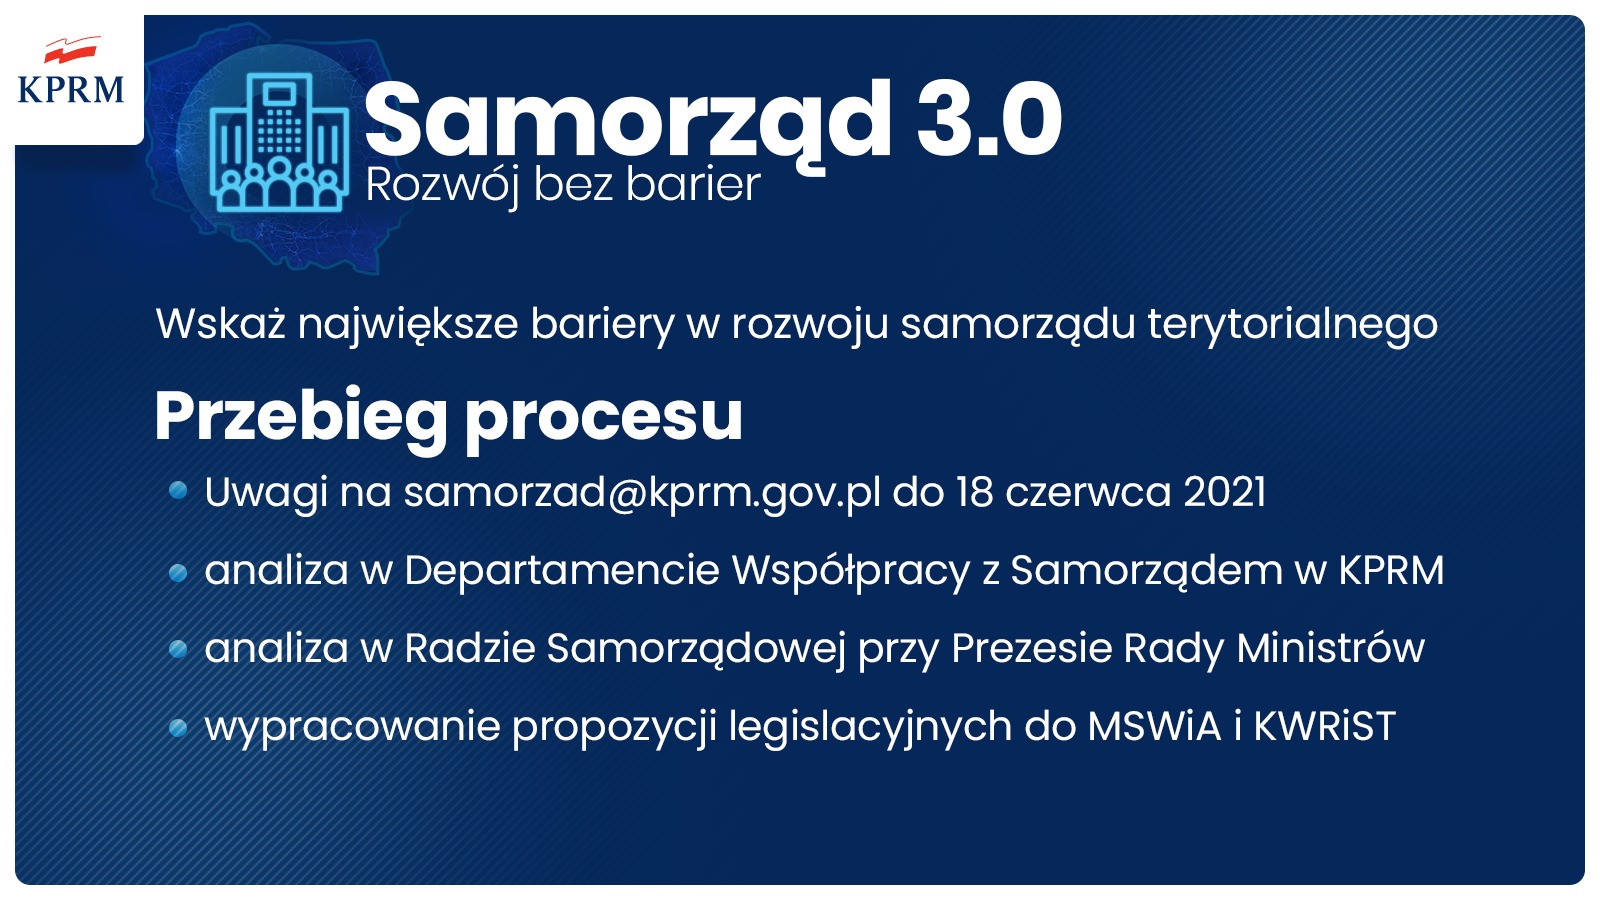 KPRM
Samorząd 3.0
Rozwój bez barier
Wskaż największe bariery w rozwoju samorządu terytorialnego
Przebieg procesu
Uwagi na samorzad@kprm.gov.pl do 18 czerwca 2021
analiza w Departamencie Współpracy z Samorządem w KPRM
analiza w Radzie Samorządowej przy Prezesie Rady Ministrów
wypracowanie propozycji legislacyjnych do MSWiA i KWRiST